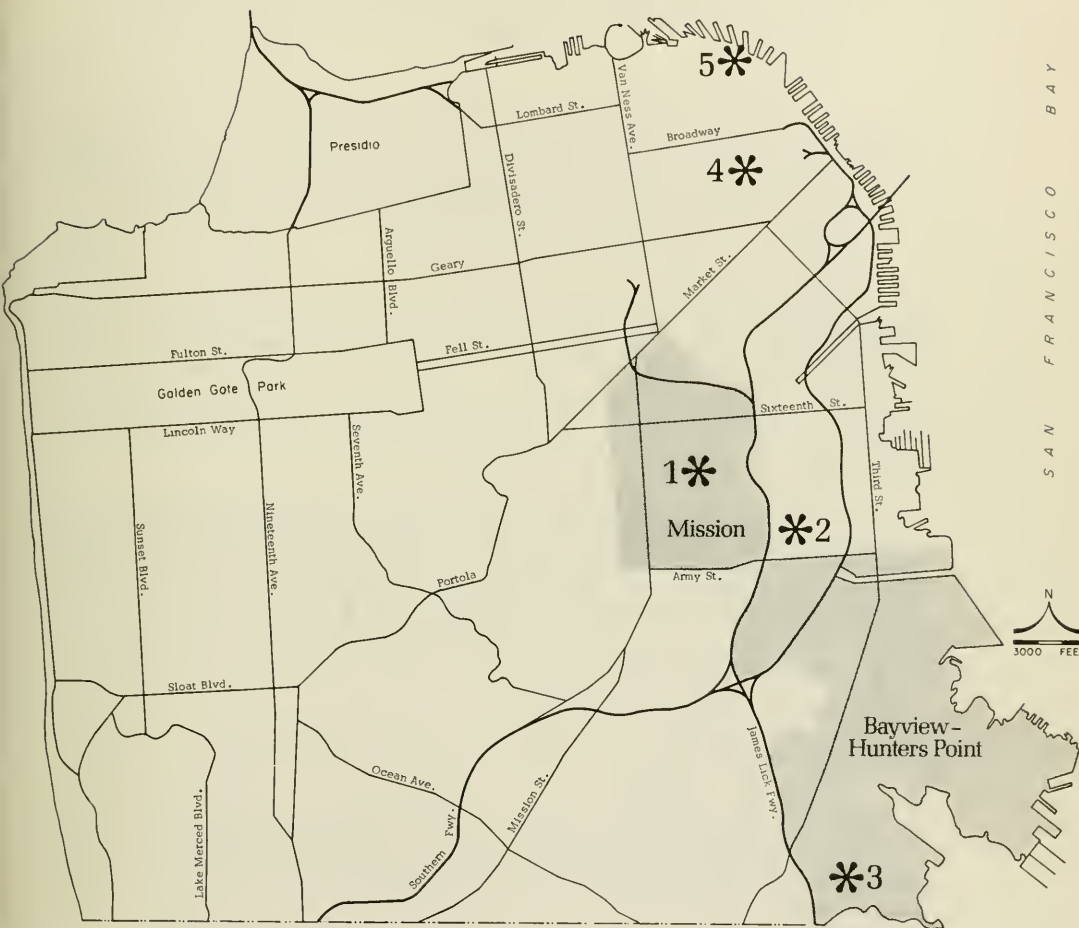 5*
Van Ness Ave.
Lombard St.
Broadway
Presidio
4*
Divisadero St.
Arguello Blvd.
Geary
Market St.
Fulton St.
Fell St.
Golden Gate Park
Sixteenth St.
Lincoln Way
Seventh Ave.
1*
Third St.
Mission
*2
Sunset Blvd.
Nineteenth Ave.
Portola
Army St.
SAN FRANCISCO BAY
N
3000 FEE
Sloat Blvd.
Bayview–
Hunters Point
James Lick Fwy.
Ocean Ave.
Mission St.
Lake Merced Blvd.
Southern Fwy.
*3